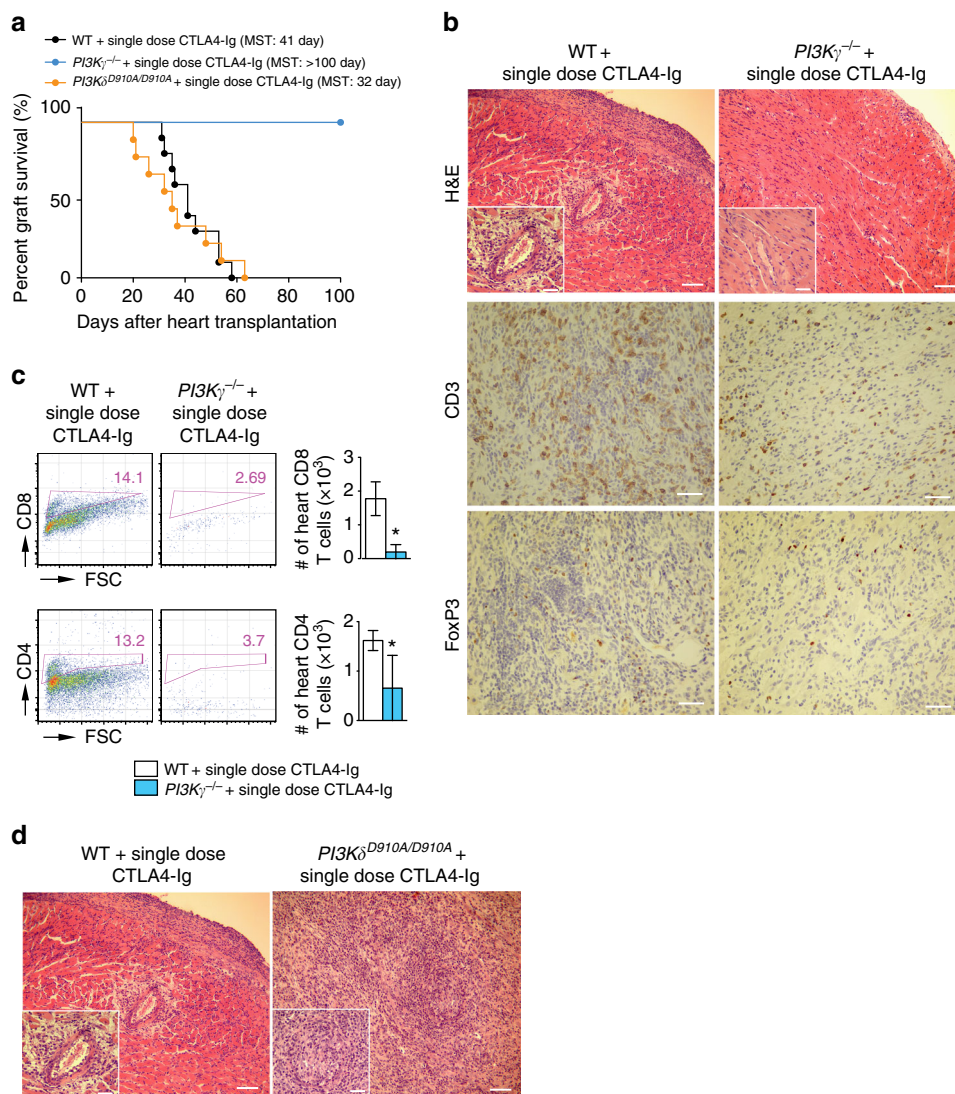 a
WT + single dose CTLA4-Ig (MST: 41 day)
PI3Kγ−/− + single dose CTLA4-Ig (MST: >100 day)
PI3KδD910A/D910A + single dose CTLA4-Ig (MST: 32 day)
Percent graft survival (%)
100
50
0
0
20
40
60
80
100
Days after heart transplantation
b
WT +
single dose CTLA4-Ig
PI3Kγ−/− +
single dose CTLA4-Ig
H&E
CD3
FoxP3
c
WT +
single dose
CTLA4-Ig
PI3Kγ−/− +
single dose
CTLA4-Ig
14.1
2.69
CD8
FSC
# of heart CD8
T cells (×10³)
3
2
1
0
*
13.2
3.7
CD4
FSC
# of heart CD4
T cells (×10³)
2
1
0
*
WT + single dose CTLA4-Ig
PI3Kγ−/− + single dose CTLA4-Ig
d
WT + single dose
CTLA4-Ig
PI3KδD910A/D910A +
single dose CTLA4-Ig